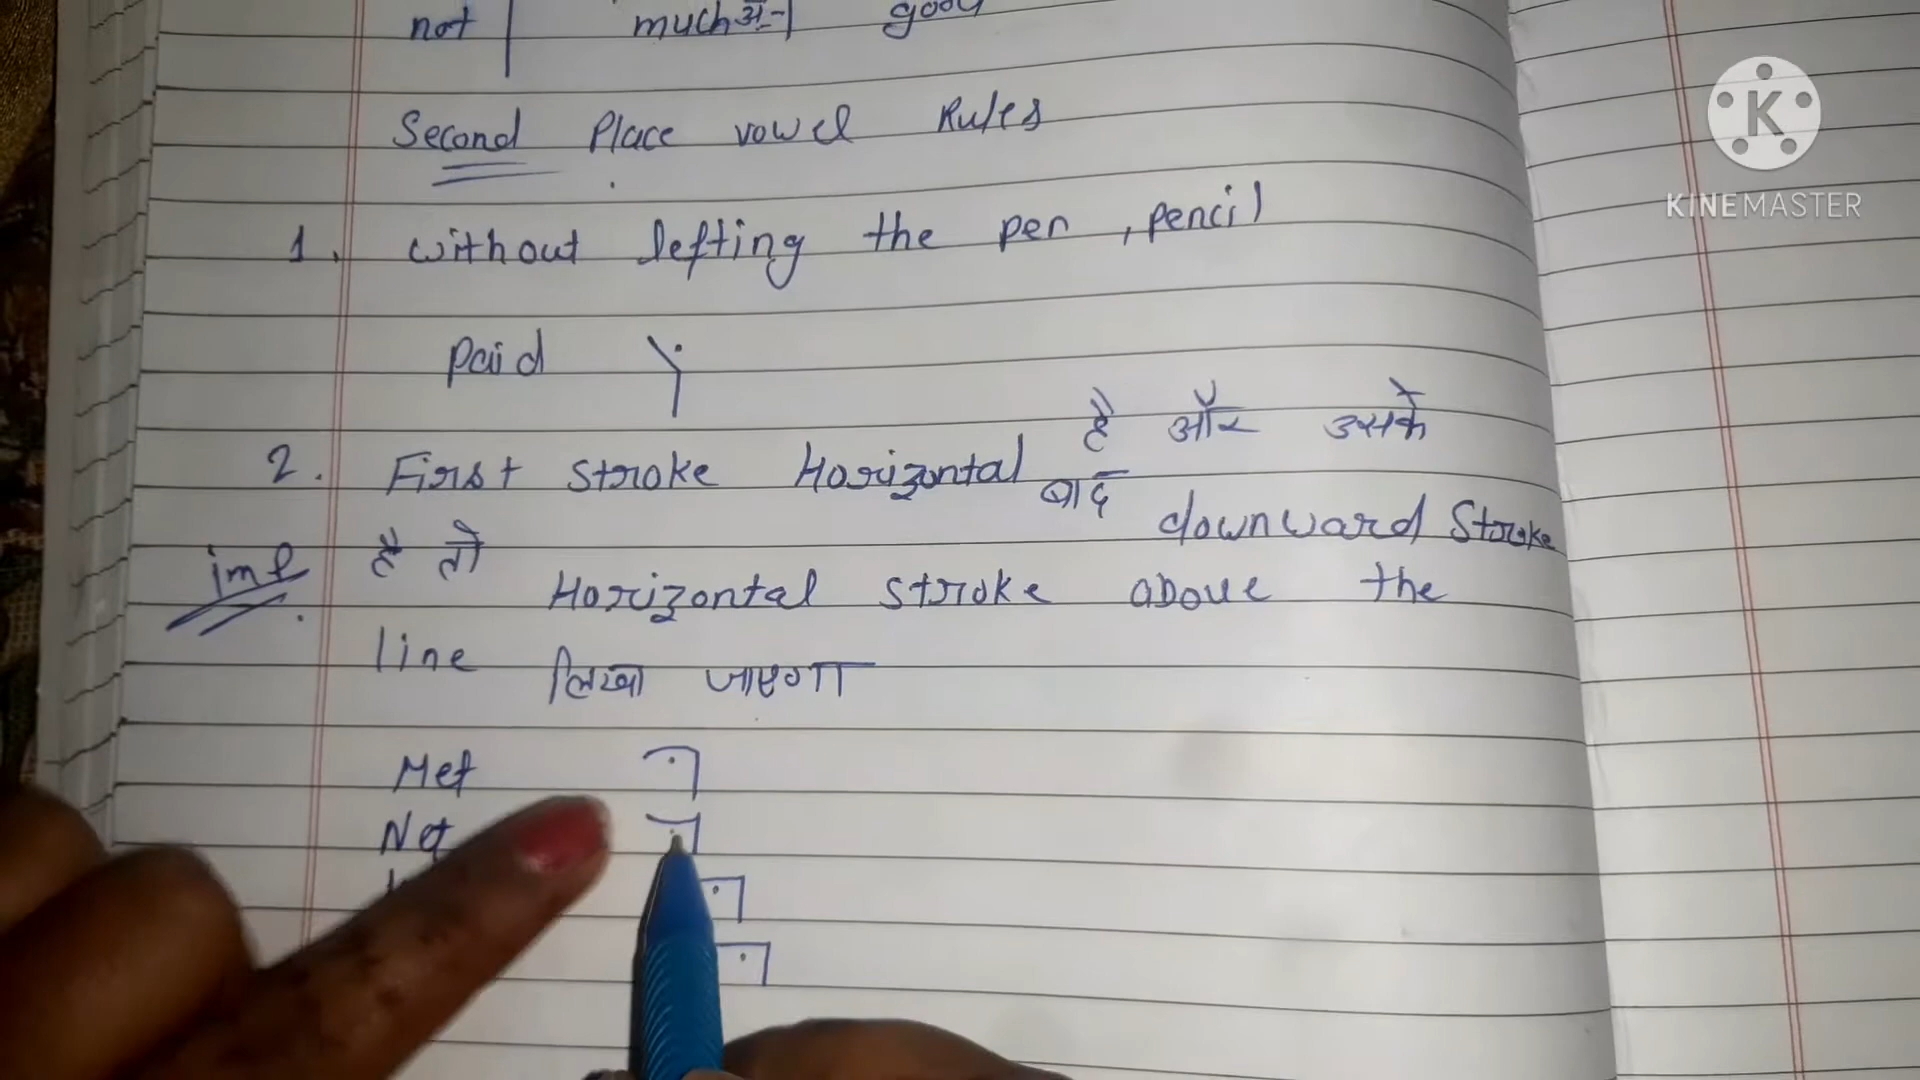 not much अ- good
Second Place vowel Rules
1. without lefting the pen, pencil
Paid
2. First stroke Horizontal है और उसके
बाद downward Stroke
imp है तो Horizontal stroke above the
line लिखा जाएगा
Met
Net
K
KINEMASTER